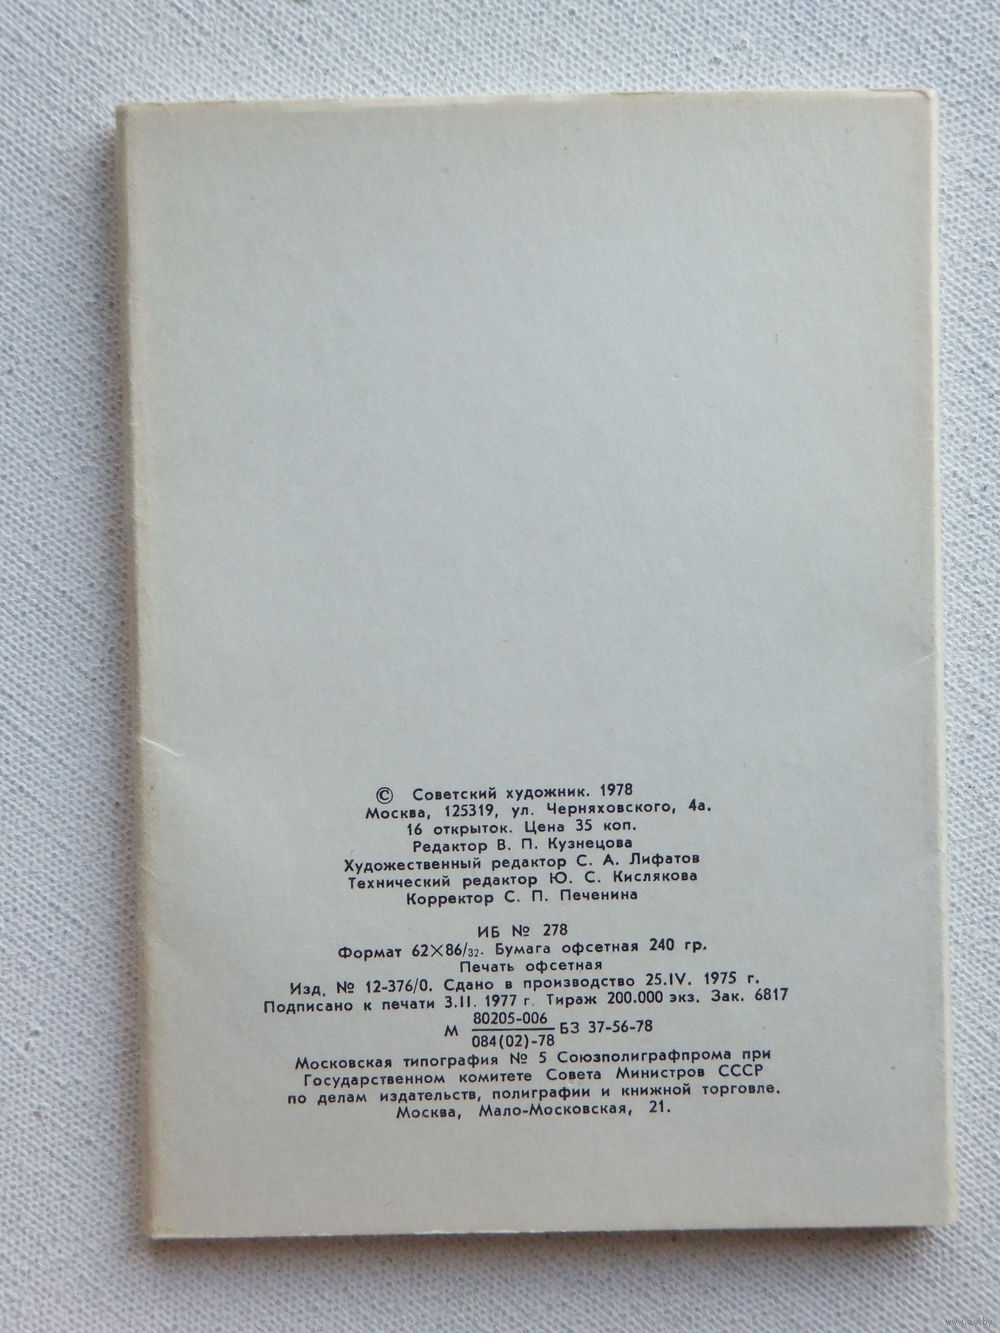 © Советский художник. 1978
Москва, 125319, ул. Черняховского, 4а.
16 открыток. Цена 35 коп.
Редактор В. П. Кузнецова
Художественный редактор С. А. Лифатов
Технический редактор Ю. С. Кислякова
Корректор С. П. Печенина
ИБ № 278
Формат 62×86/32. Бумага офсетная 240 гр.
Печать офсетная
Изд. № 12-376/0. Сдано в производство 25.IV. 1975 г.
Подписано к печати 3.II. 1977 г. Тираж 200.000 экз. Зак. 6817
М 80205-006 БЗ 37-56-78
084(02)-78
Московская типография № 5 Союзполиграфпрома при
Государственном комитете Совета Министров СССР
по делам издательств, полиграфии и книжной торговле.
Москва, Мало-Московская, 21.
www.ay.by